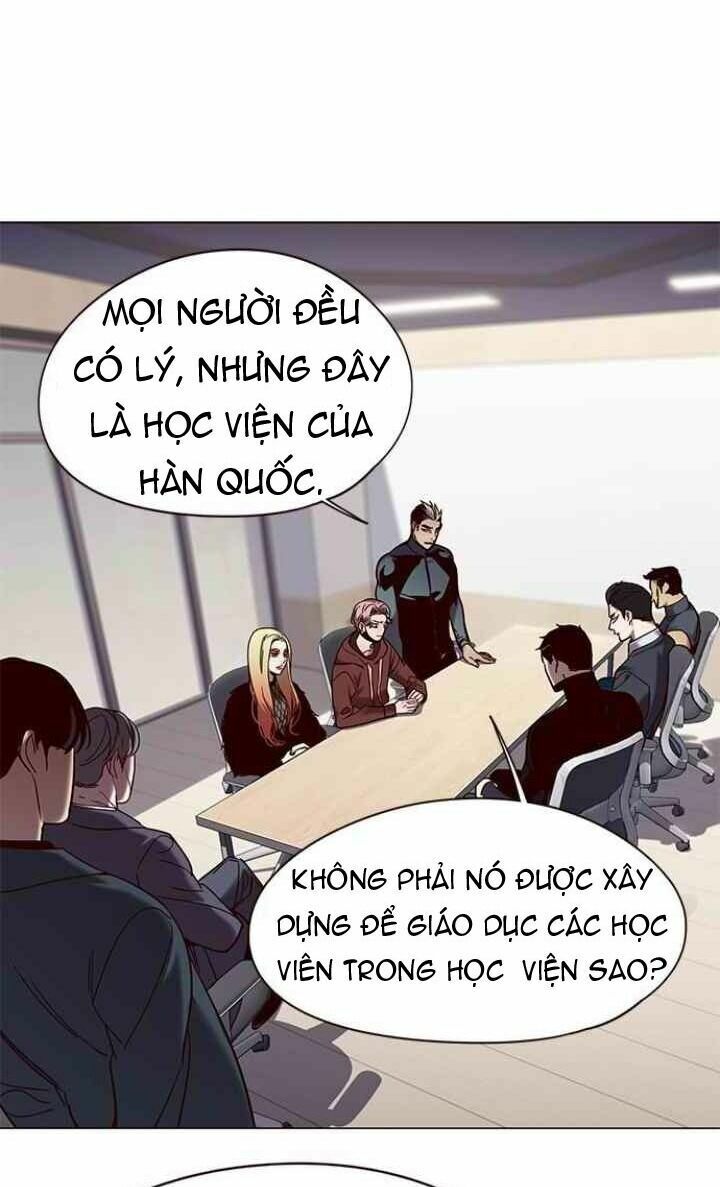 MỌI NGƯỜI ĐỀU
CÓ LÝ, NHƯNG ĐÂY
LÀ HỌC VIỆN CỦA
HÀN QUỐC.
KHÔNG PHẢI NÓ ĐƯỢC XÂY
DỰNG ĐỂ GIÁO DỤC CÁC HỌC
VIÊN TRONG HỌC VIỆN SAO?